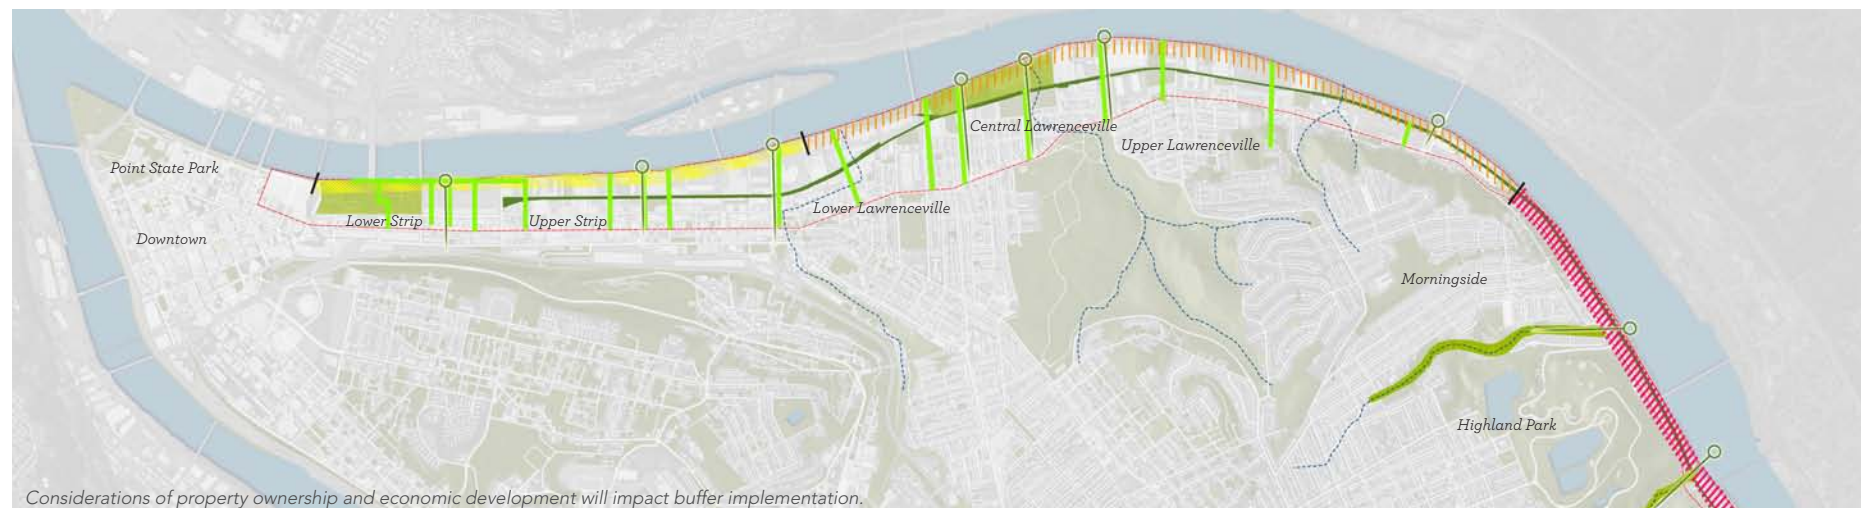 Central Lawrenceville
Upper Lawrenceville
Point State Park
Lower Lawrenceville
Lower Strip
Upper Strip
Downtown
Morningside
Highland Park
Considerations of property ownership and economic development will impact buffer implementation.